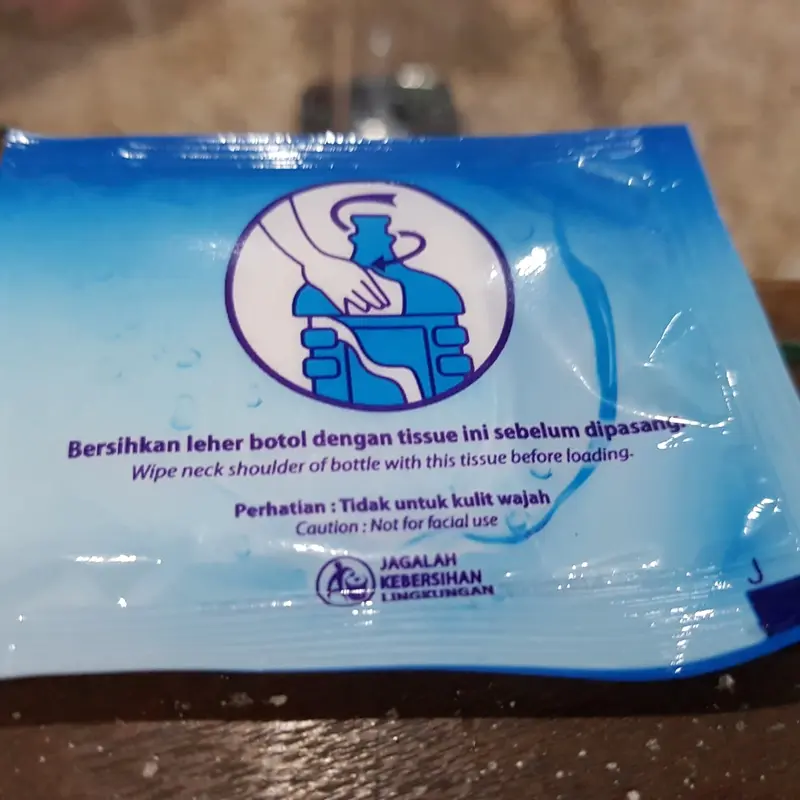 Bersihkan leher botol dengan tissue ini sebelum dipasang.
Wipe neck shoulder of bottle with this tissue before loading.
Perhatian : Tidak untuk kulit wajah
Caution : Not for facial use
JAGALAH
KEBERSIHAN
LINGKUNGAN
J